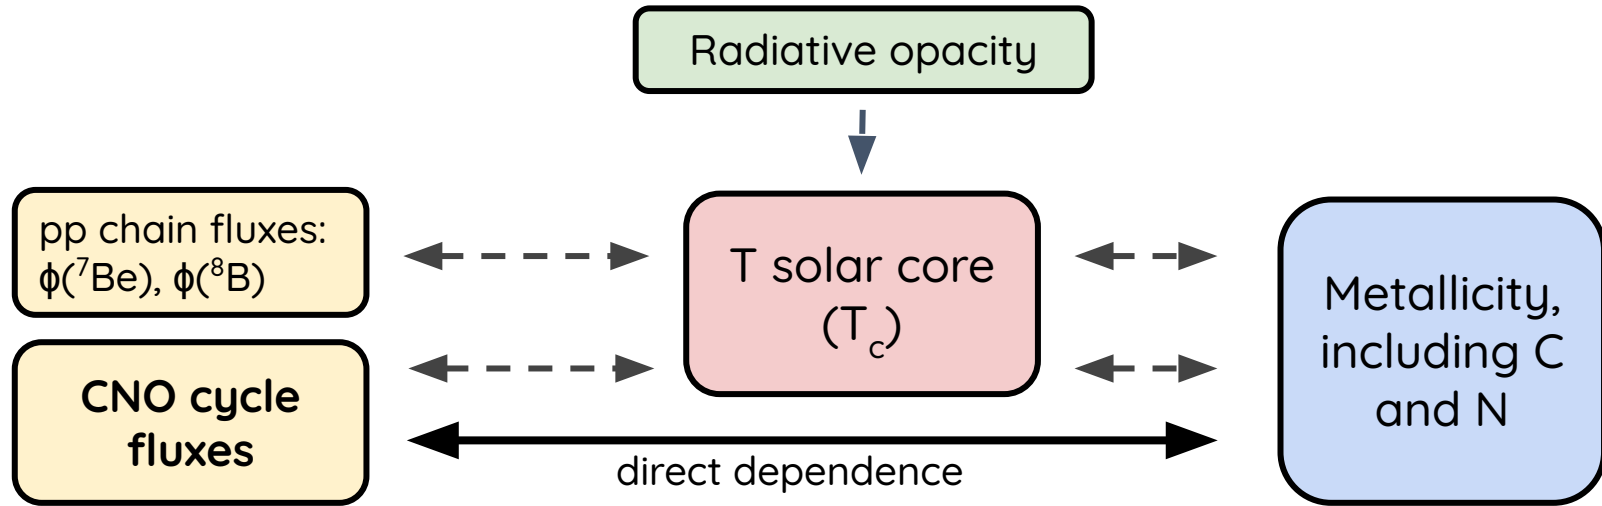 Radiative opacity
pp chain fluxes:
ϕ(⁷Be), ϕ(⁸B)
CNO cycle
fluxes
T solar core
(T꜀)
direct dependence
Metallicity,
including C
and N